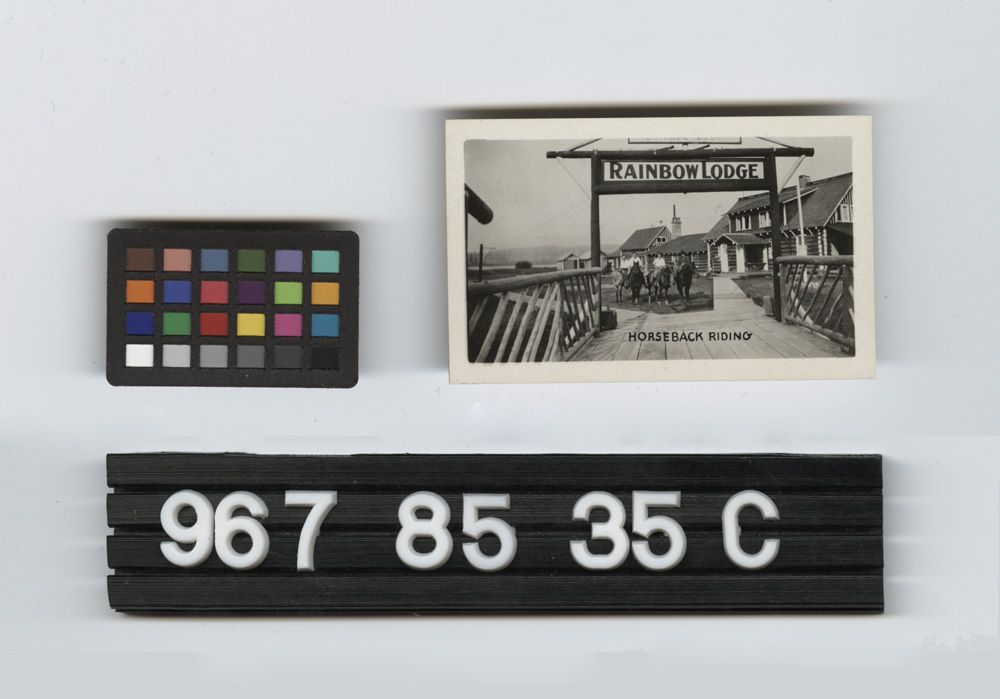 RAINBOW LODGE
HORSEBACK RIDING
967 85 35 C